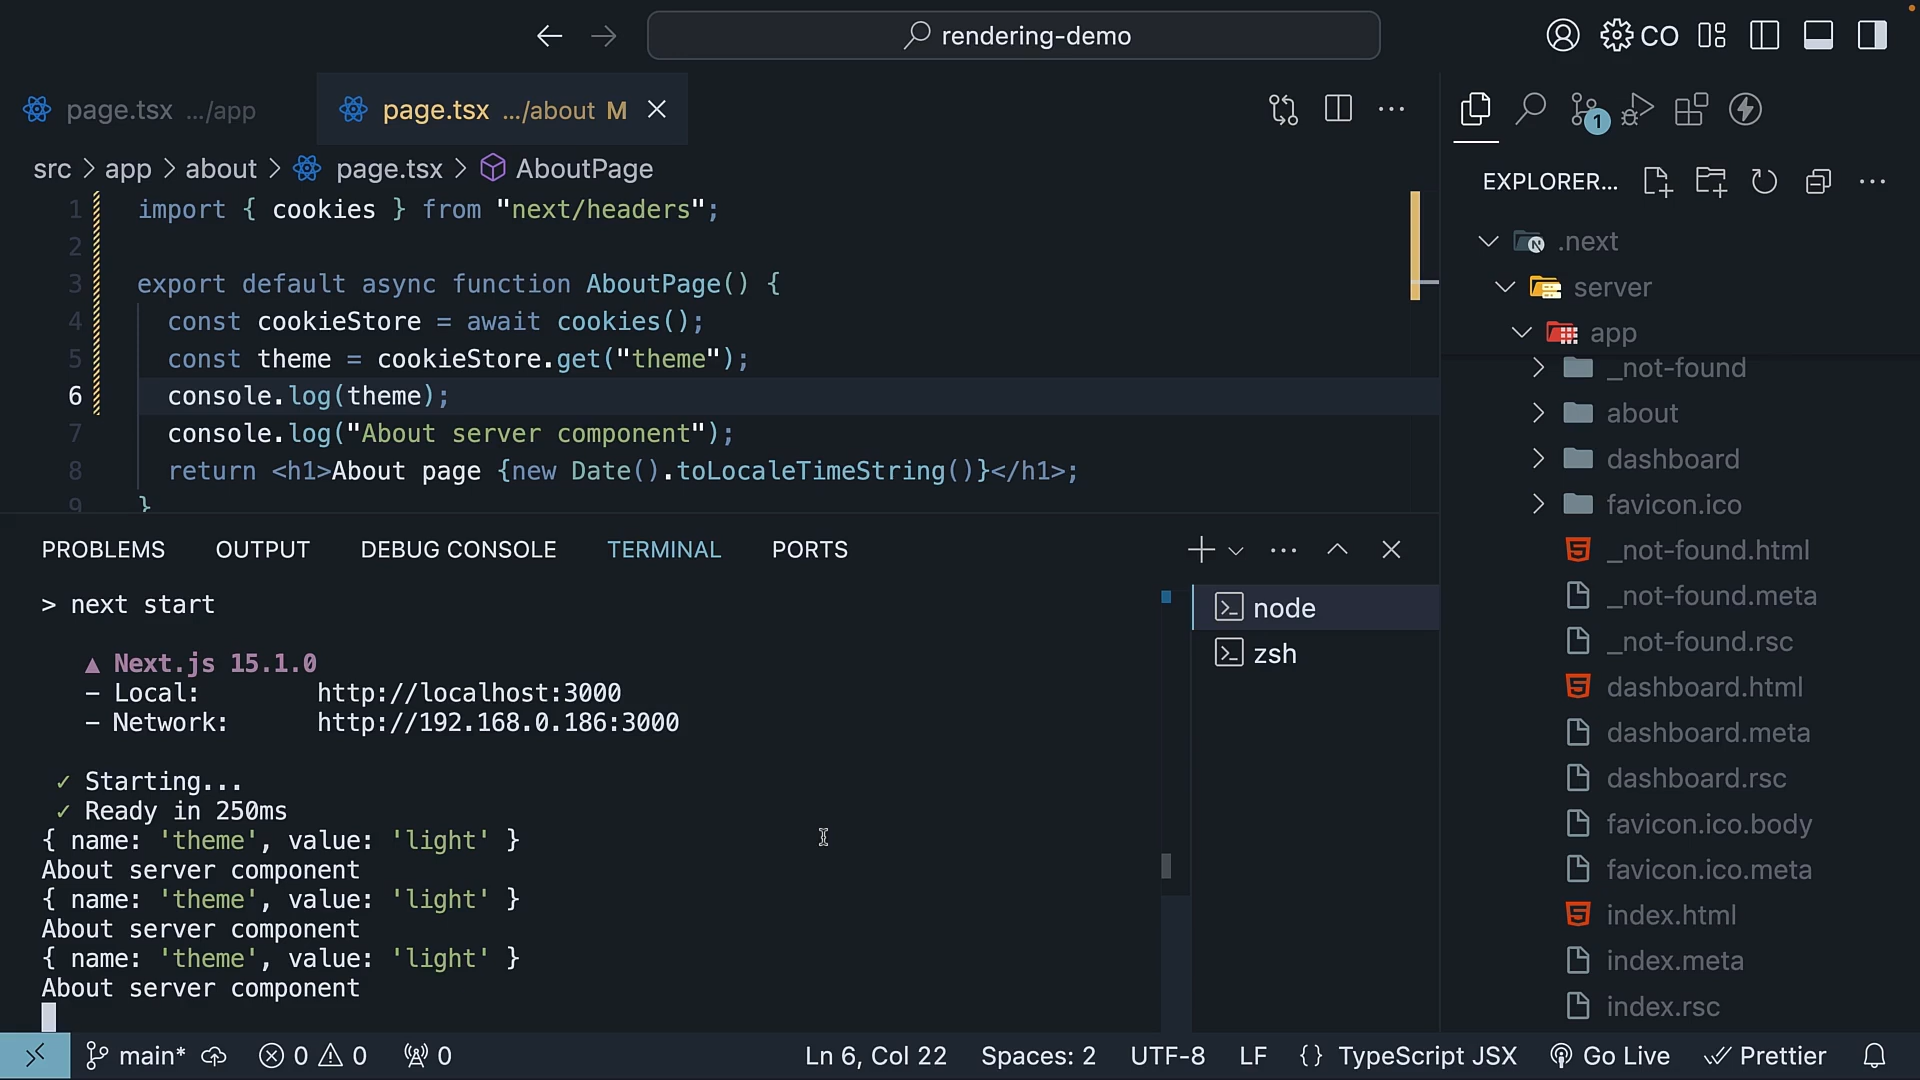 rendering-demo
CO
page.tsx .../app
page.tsx .../about M
src > app > about > page.tsx > AboutPage
1 import { cookies } from "next/headers";
2
3 export default async function AboutPage() {
4 const cookieStore = await cookies();
5 const theme = cookieStore.get("theme");
6 console.log(theme);
7 console.log("About server component");
8 return <h1>About page {new Date().toLocaleTimeString()}</h1>;
9 }
PROBLEMS OUTPUT DEBUG CONSOLE TERMINAL PORTS
> next start
▲ Next.js 15.1.0
- Local: http://localhost:3000
- Network: http://192.168.0.186:3000
✓ Starting...
✓ Ready in 250ms
{ name: 'theme', value: 'light' }
About server component
{ name: 'theme', value: 'light' }
About server component
{ name: 'theme', value: 'light' }
About server component
node
zsh
1
EXPLORER...
.next
server
app
_not-found
about
dashboard
favicon.ico
_not-found.html
_not-found.meta
_not-found.rsc
dashboard.html
dashboard.meta
dashboard.rsc
favicon.ico.body
favicon.ico.meta
index.html
index.meta
index.rsc
main* 0 0 0 Ln 6, Col 22 Spaces: 2 UTF-8 LF {} TypeScript JSX Go Live Prettier